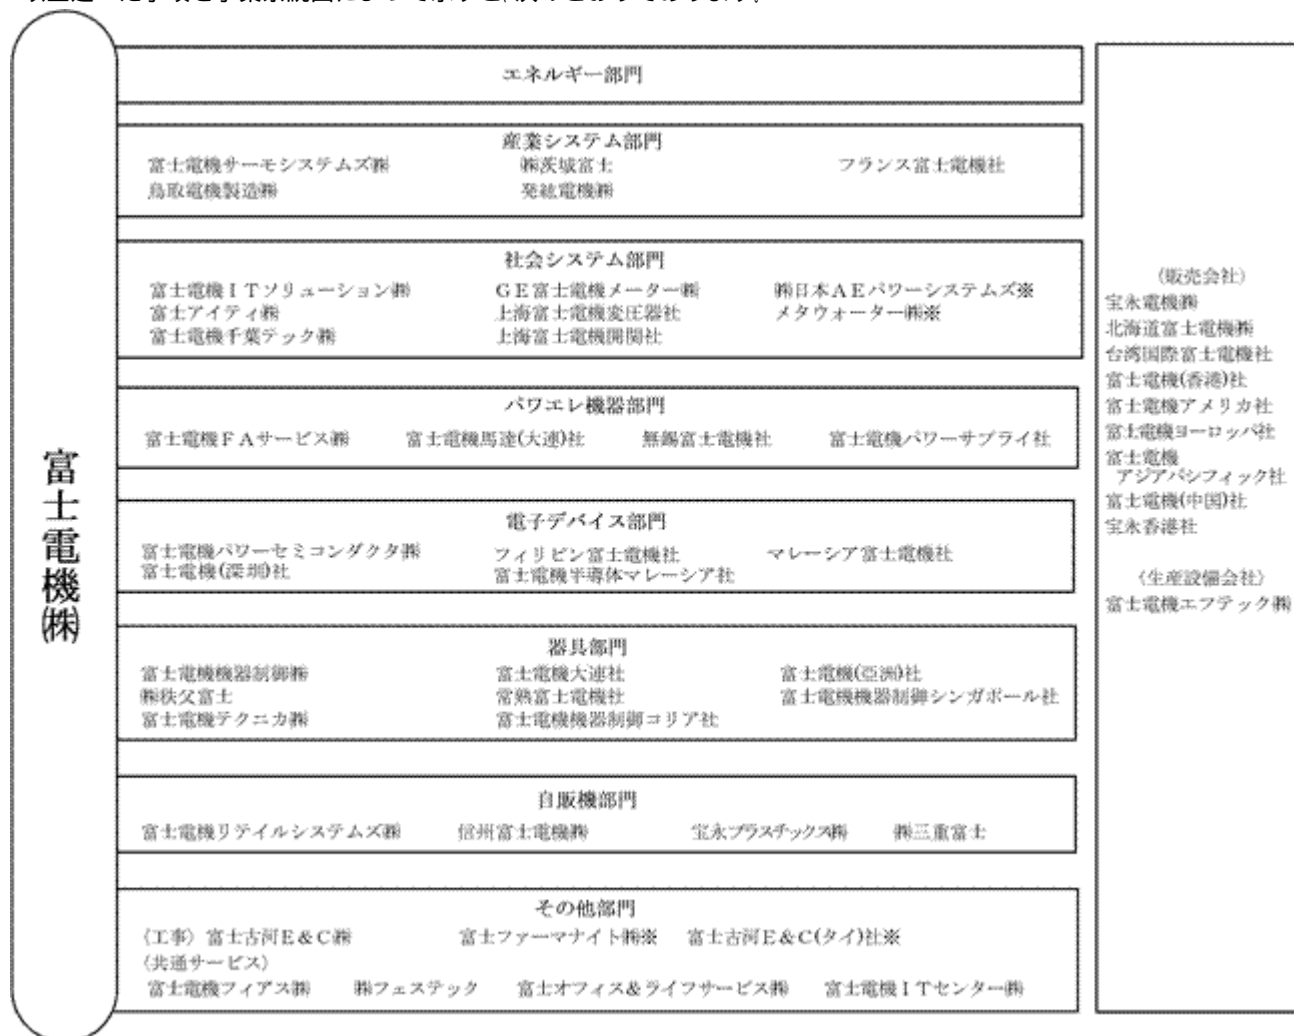 富士電機㈱
エネルギー部門
産業システム部門
富士電機サーモシステムズ㈱　㈱茨城富士　フランス富士電機社
鳥取電機製造㈱　発紘電機㈱
社会システム部門
富士電機ＩＴソリューション㈱　ＧＥ富士電機メーター㈱　㈱日本ＡＥパワーシステムズ※
富士アイティ㈱　上海富士電機変圧器社　メタウォーター㈱※
富士電機千葉テック㈱　上海富士電機開関社
パワエレ機器部門
富士電機ＦＡサービス㈱　富士電機馬達(大連)社　無錫富士電機社　富士電機パワーサプライ社
電子デバイス部門
富士電機パワーセミコンダクタ㈱　フィリピン富士電機社　マレーシア富士電機社
富士電機(深圳)社　富士電機半導体マレーシア社
器具部門
富士電機機器制御㈱　富士電機大連社　富士電機(亞洲)社
㈱秩父富士　常熟富士電機社　富士電機機器制御シンガポール社
富士電機テクニカ㈱　富士電機機器制御コリア社
自販機部門
富士電機リテイルシステムズ㈱　信州富士電機㈱　宝永プラスチックス㈱　㈱三重富士
その他部門
〈工事〉富士古河Ｅ＆Ｃ㈱　富士ファーマナイト㈱※　富士古河Ｅ＆Ｃ(タイ)社※
〈共通サービス〉
富士電機フィアス㈱　㈱フェステック　富士オフィス＆ライフサービス㈱　富士電機ＩＴセンター㈱
〈販売会社〉
宝永電機㈱
北海道富士電機㈱
台湾国際富士電機社
富士電機(香港)社
富士電機アメリカ社
富士電機ヨーロッパ社
富士電機
アジアパシフィック社
富士電機(中国)社
宝永香港社
〈生産設備会社〉
富士電機エフテック㈱